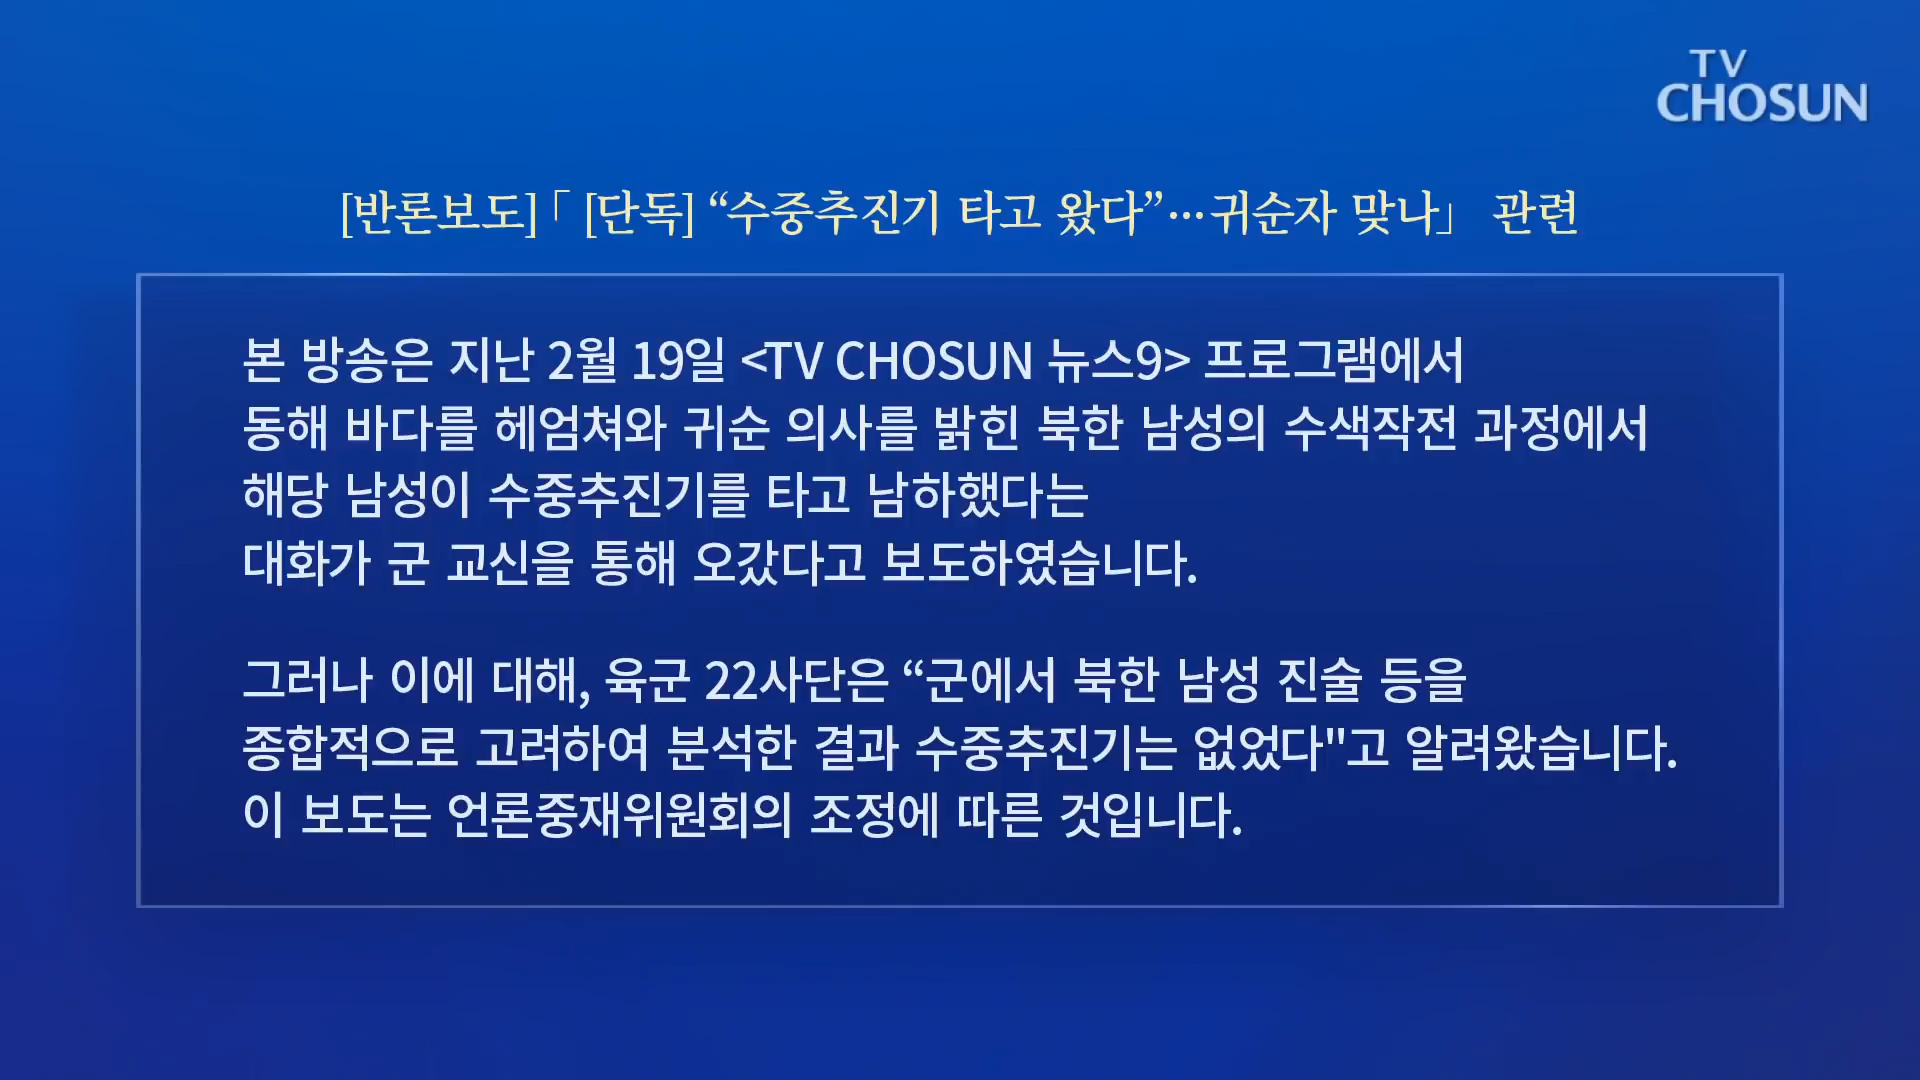 TV
CHOSUN
[반론보도]「 [단독] “수중추진기 타고 왔다”…귀순자 맞나」 관련
본 방송은 지난 2월 19일 <TV CHOSUN 뉴스9> 프로그램에서
동해 바다를 헤엄쳐와 귀순 의사를 밝힌 북한 남성의 수색작전 과정에서
해당 남성이 수중추진기를 타고 남하했다는
대화가 군 교신을 통해 오갔다고 보도하였습니다.
그러나 이에 대해, 육군 22사단은 “군에서 북한 남성 진술 등을
종합적으로 고려하여 분석한 결과 수중추진기는 없었다"고 알려왔습니다.
이 보도는 언론중재위원회의 조정에 따른 것입니다.